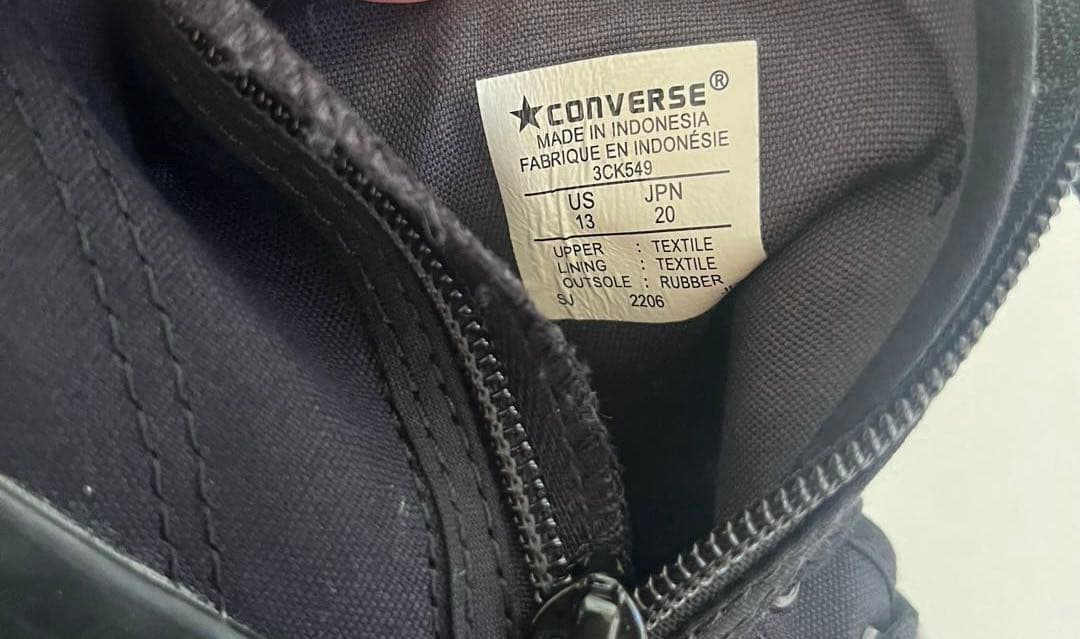 ★CONVERSE®
MADE IN INDONESIA
FABRIQUE EN INDONÉSIE
3CK549
US JPN
13 20
UPPER : TEXTILE
LINING : TEXTILE
OUTSOLE : RUBBER
SJ 2206